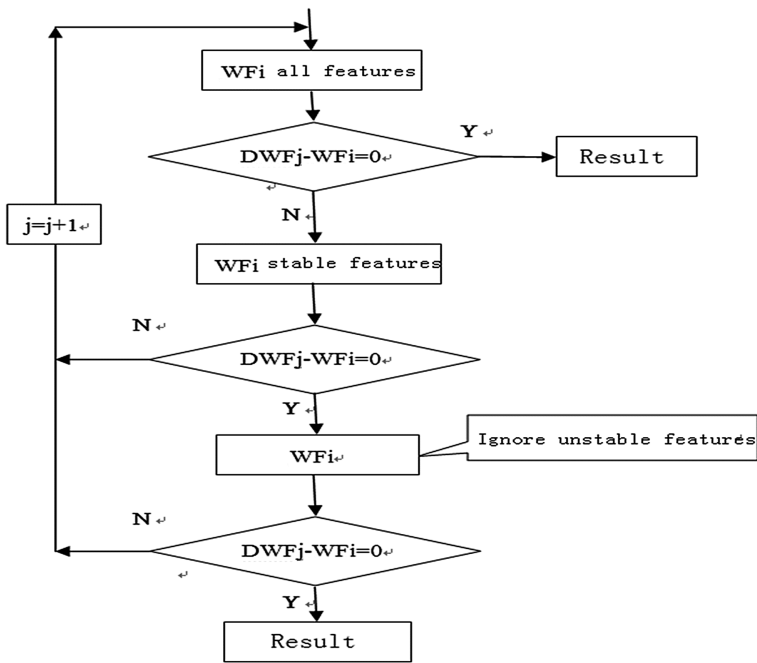 WFi all features
Y
DWFj-WFi=0
Result
N
j=j+1
WFi stable features
N
DWFj-WFi=0
Y
Ignore unstable features
WFi
N
DWFj-WFi=0
Y
Result